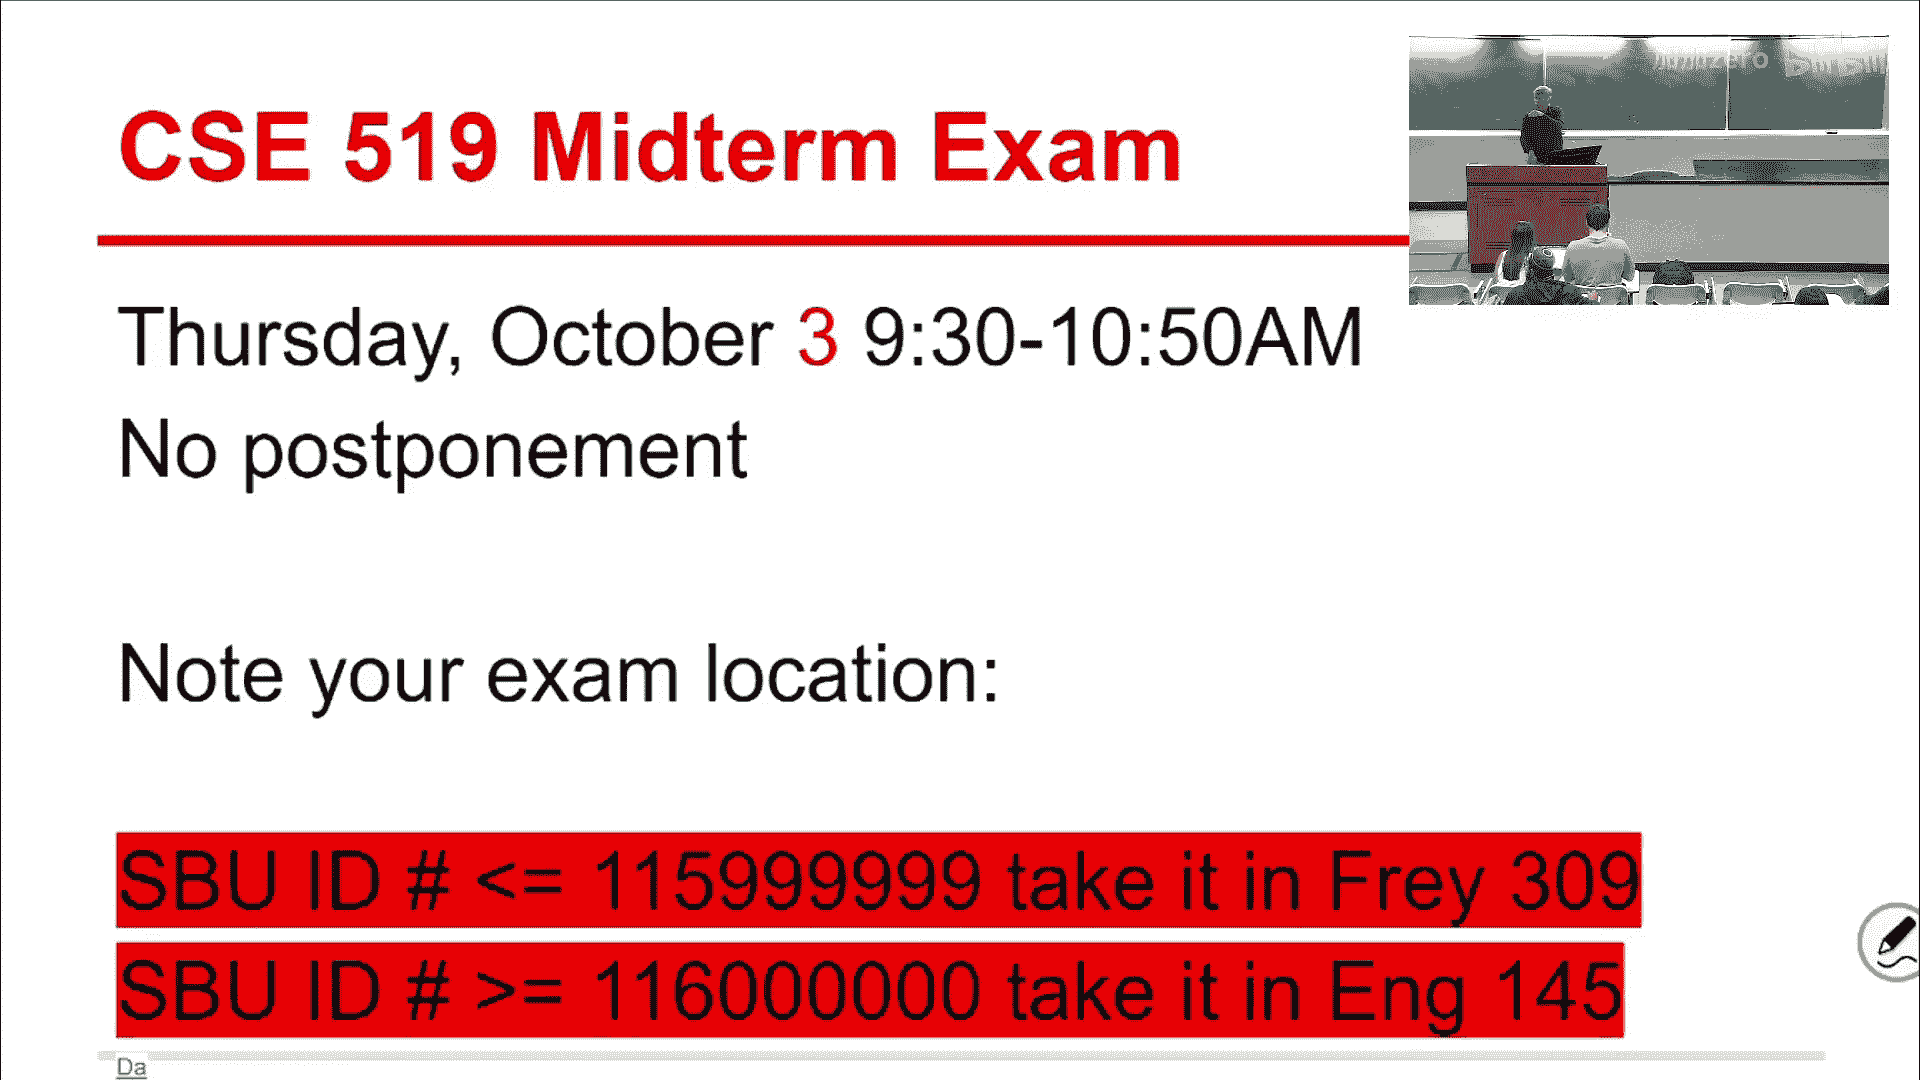 CSE 519 Midterm Exam
Thursday, October 3 9:30-10:50AM
No postponement
Note your exam location:
SBU ID # <= 115999999 take it in Frey 309
SBU ID # >= 116000000 take it in Eng 145
Da